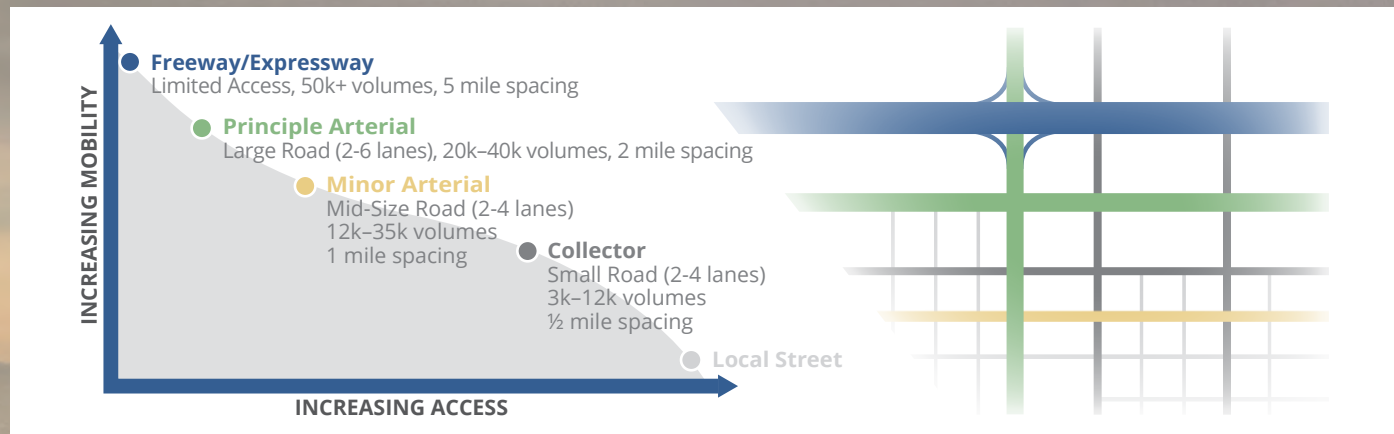 Freeway/Expressway
Limited Access, 50k+ volumes, 5 mile spacing
Principle Arterial
Large Road (2-6 lanes), 20k–40k volumes, 2 mile spacing
Minor Arterial
Mid-Size Road (2-4 lanes)
12k–35k volumes
1 mile spacing
Collector
Small Road (2-4 lanes)
3k–12k volumes
½ mile spacing
Local Street
INCREASING MOBILITY
INCREASING ACCESS